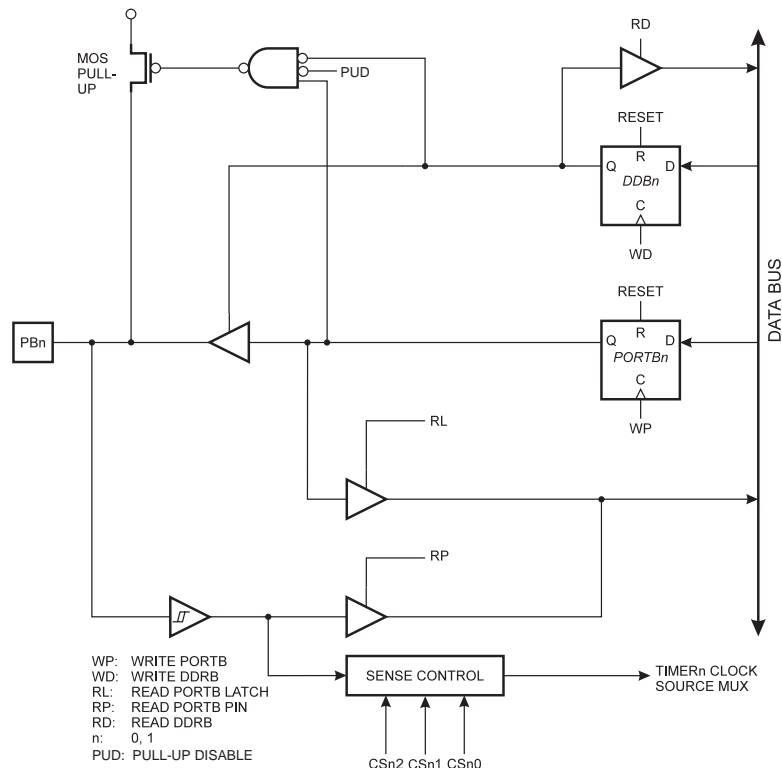 RD
MOS
PULL-
UP
PUD
RESET
R
Q
D
DDBn
C
WD
DATA BUS
RESET
R
PBn
Q
D
PORTBn
C
WP
RL
RP
WP: WRITE PORTB
WD: WRITE DDRB
RL: READ PORTB LATCH
RP: READ PORTB PIN
RD: READ DDRB
n: 0, 1
PUD: PULL-UP DISABLE
SENSE CONTROL
TIMERn CLOCK
SOURCE MUX
CSn2 CSn1 CSn0